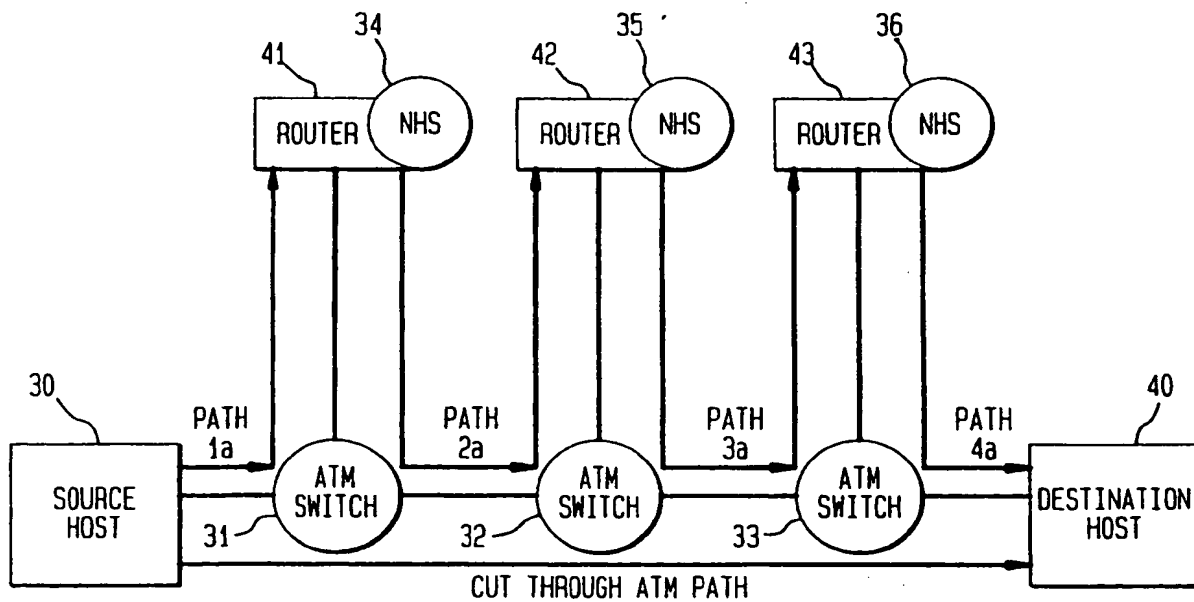 34
35
36
41
42
43
ROUTER
NHS
ROUTER
NHS
ROUTER
NHS
30
40
PATH
1a
PATH
2a
PATH
3a
PATH
4a
SOURCE
HOST
ATM
SWITCH
31
ATM
SWITCH
32
ATM
SWITCH
33
DESTINATION
HOST
CUT THROUGH ATM PATH